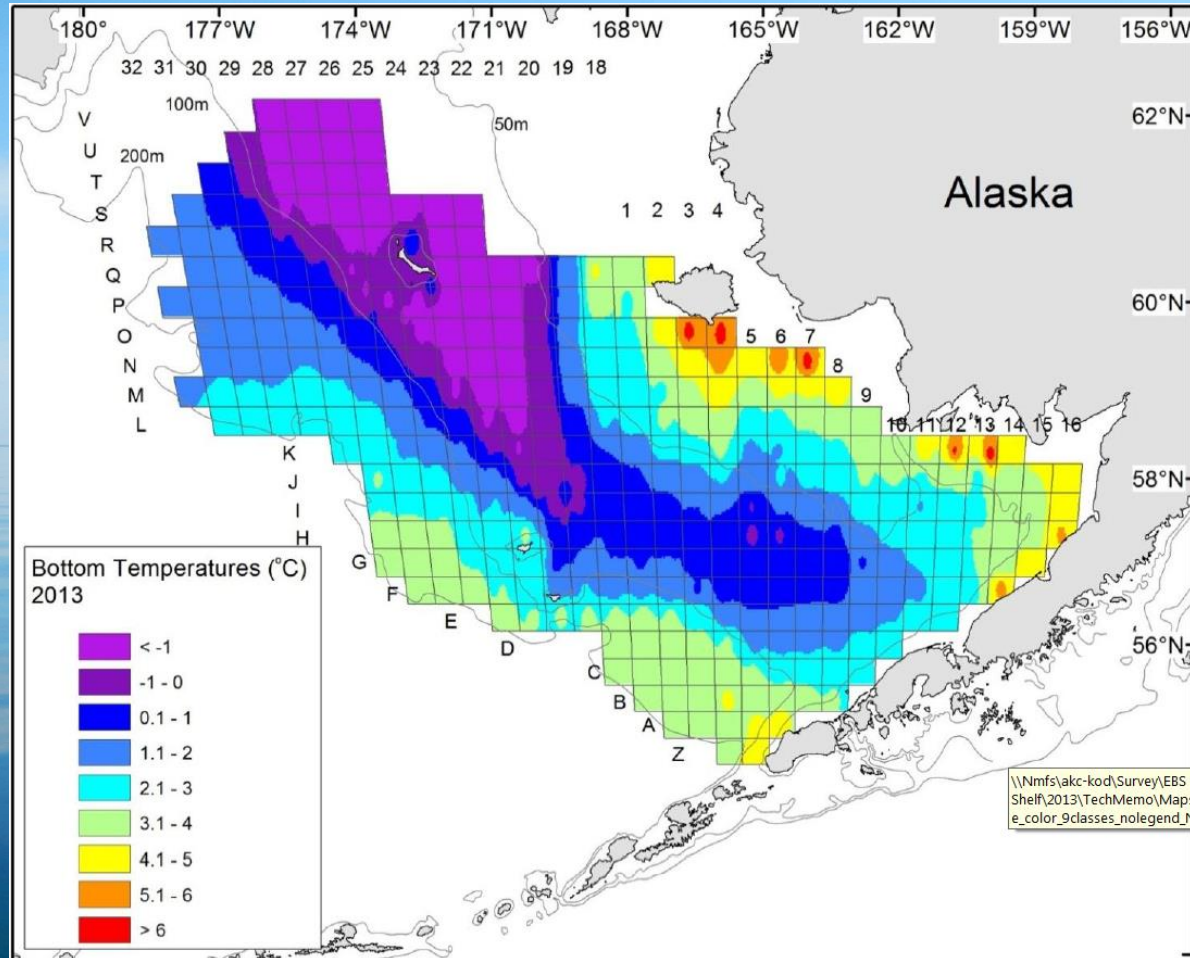 180° 177°W 174°W 171°W 168°W 165°W 162°W 159°W 156°W
32 31 30 29 28 27 26 25 24 23 22 21 20 19 18
100m
50m
62°N
V
U
200m
T
Alaska
S
1 2 3 4
R
Q
60°N
P
O
5 6 7
N
8
M
9
L
10 11 12 13 14 15 16
K
58°N
J
I
H
G
F
E
D
C
B
A
Z
56°N
Bottom Temperatures (°C)
2013
< -1
-1 - 0
0.1 - 1
1.1 - 2
2.1 - 3
3.1 - 4
4.1 - 5
5.1 - 6
> 6
\\Nmfs\akc-kod\Survey\EBS
Shelf\2013\TechMemo\Map
e_color_9classes_nolegend_N